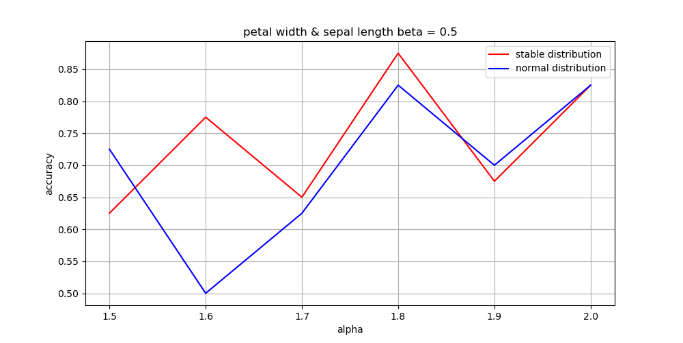 petal width & sepal length beta = 0.5
stable distribution
normal distribution
accuracy
0.85
0.80
0.75
0.70
0.65
0.60
0.55
0.50
1.5 1.6 1.7 1.8 1.9 2.0
alpha